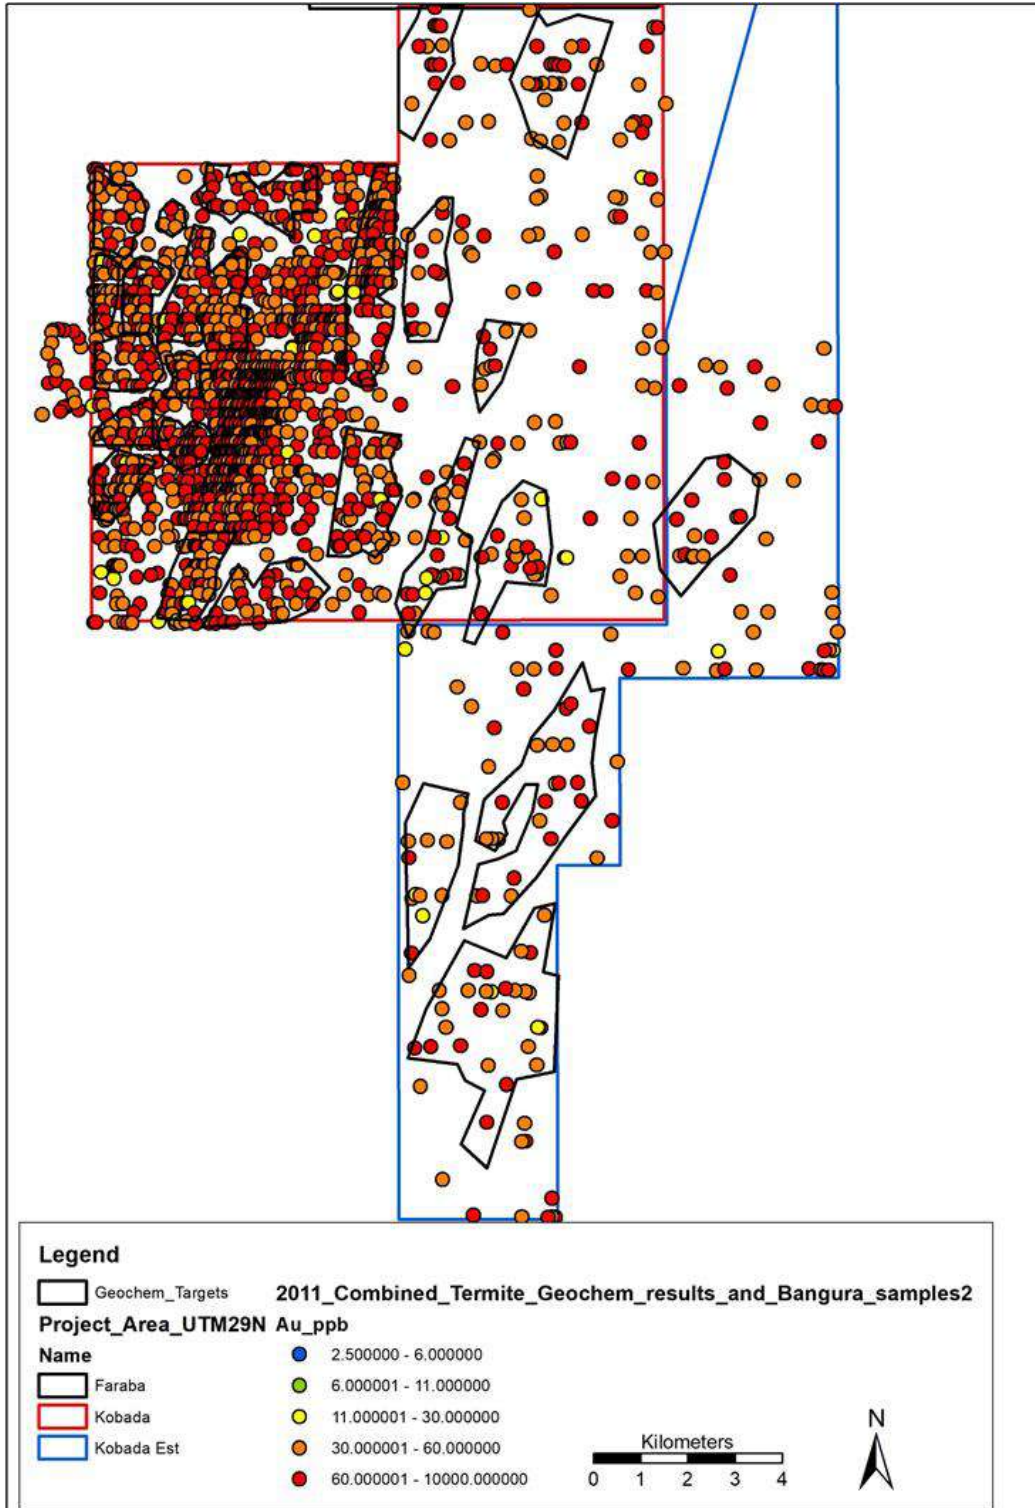 Legend
Geochem_Targets
2011_Combined_Termite_Geochem_results_and_Bangura_samples2
Project_Area_UTM29N
Au_ppb
Name
Faraba
Kobada
Kobada Est
2.500000 - 6.000000
6.000001 - 11.000000
11.000001 - 30.000000
30.000001 - 60.000000
60.000001 - 10000.000000
Kilometers
0 1 2 3 4
N